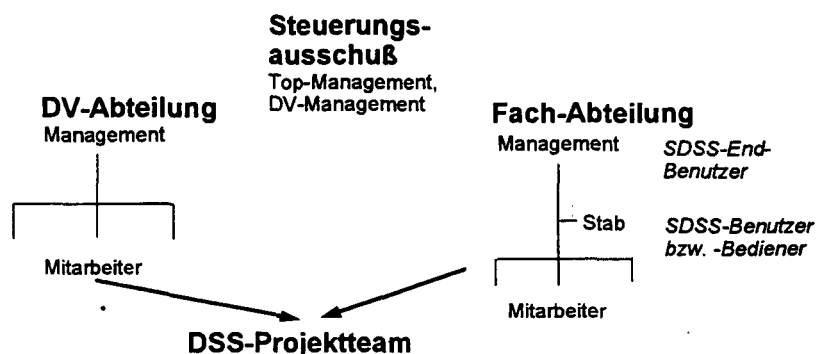 Steuerungs-
ausschuß
Top-Management,
DV-Management
DV-Abteilung
Management
Mitarbeiter
Fach-Abteilung
Management
SDSS-End-
Benutzer
Stab
SDSS-Benutzer
bzw. -Bediener
Mitarbeiter
DSS-Projektteam